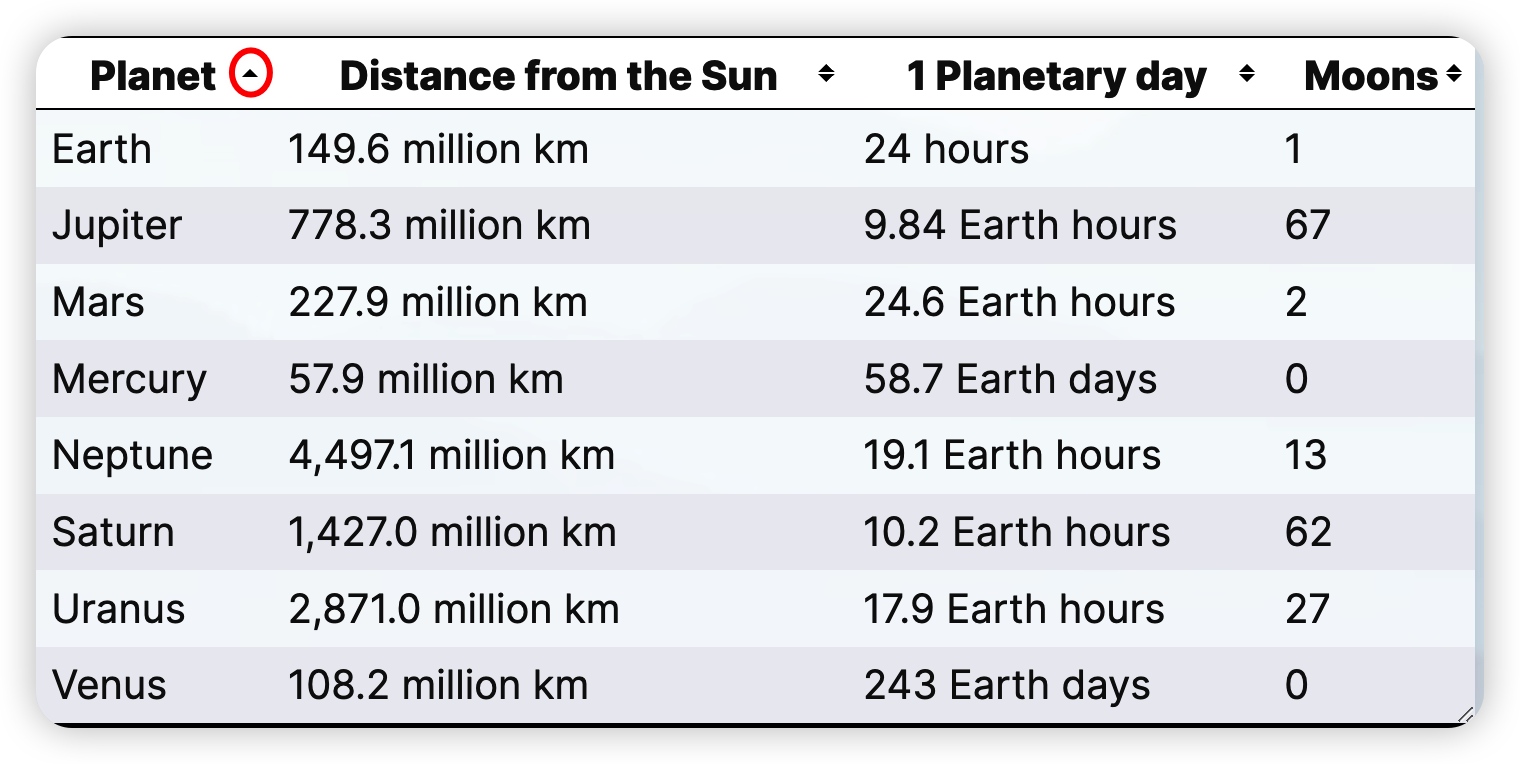 Planet Distance from the Sun 1 Planetary day Moons
Earth 149.6 million km 24 hours 1
Jupiter 778.3 million km 9.84 Earth hours 67
Mars 227.9 million km 24.6 Earth hours 2
Mercury 57.9 million km 58.7 Earth days 0
Neptune 4,497.1 million km 19.1 Earth hours 13
Saturn 1,427.0 million km 10.2 Earth hours 62
Uranus 2,871.0 million km 17.9 Earth hours 27
Venus 108.2 million km 243 Earth days 0